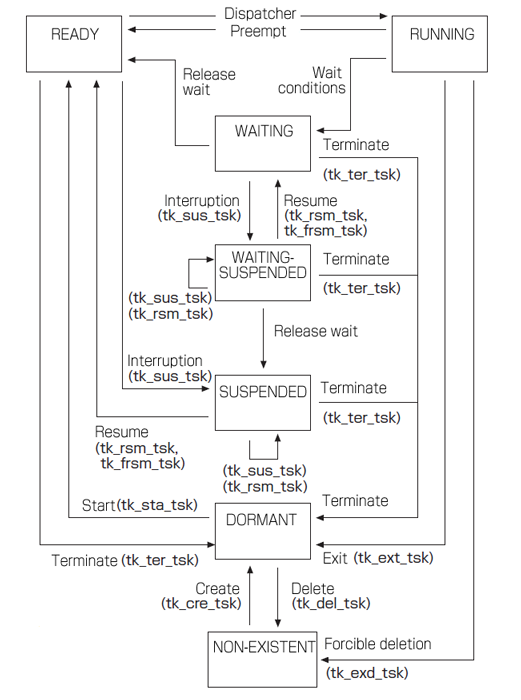 Dispatcher
READY
Preempt
RUNNING
Release
wait
Wait
conditions
WAITING
Terminate
(tk_ter_tsk)
Interruption
(tk_sus_tsk)
Resume
(tk_rsm_tsk,
tk_frsm_tsk)
WAITING-
SUSPENDED
Terminate
(tk_ter_tsk)
(tk_sus_tsk)
(tk_rsm_tsk)
Release wait
Interruption
(tk_sus_tsk)
SUSPENDED
Terminate
(tk_ter_tsk)
Resume
(tk_rsm_tsk,
tk_frsm_tsk)
(tk_sus_tsk)
(tk_rsm_tsk)
Start(tk_sta_tsk)
DORMANT
Terminate
Terminate (tk_ter_tsk)
Exit (tk_ext_tsk)
Create
(tk_cre_tsk)
Delete
(tk_del_tsk)
NON-EXISTENT
Forcible deletion
(tk_exd_tsk)